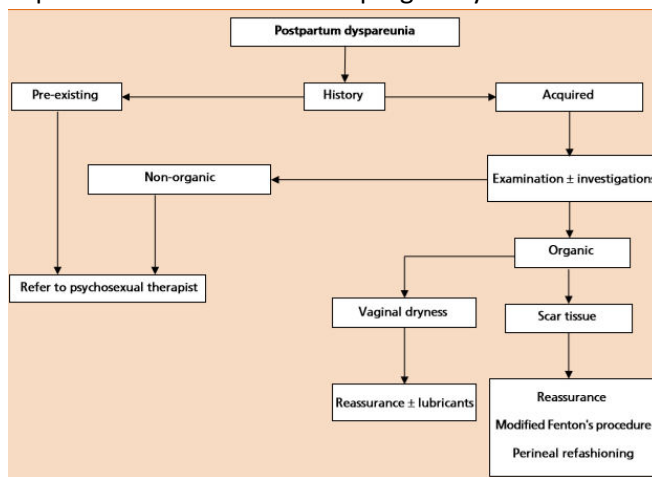 Postpartum dyspareunia
Pre-existing
History
Acquired
Non-organic
Examination ± investigations
Organic
Refer to psychosexual therapist
Vaginal dryness
Scar tissue
Reassurance ± lubricants
Reassurance
Modified Fenton's procedure
Perineal refashioning